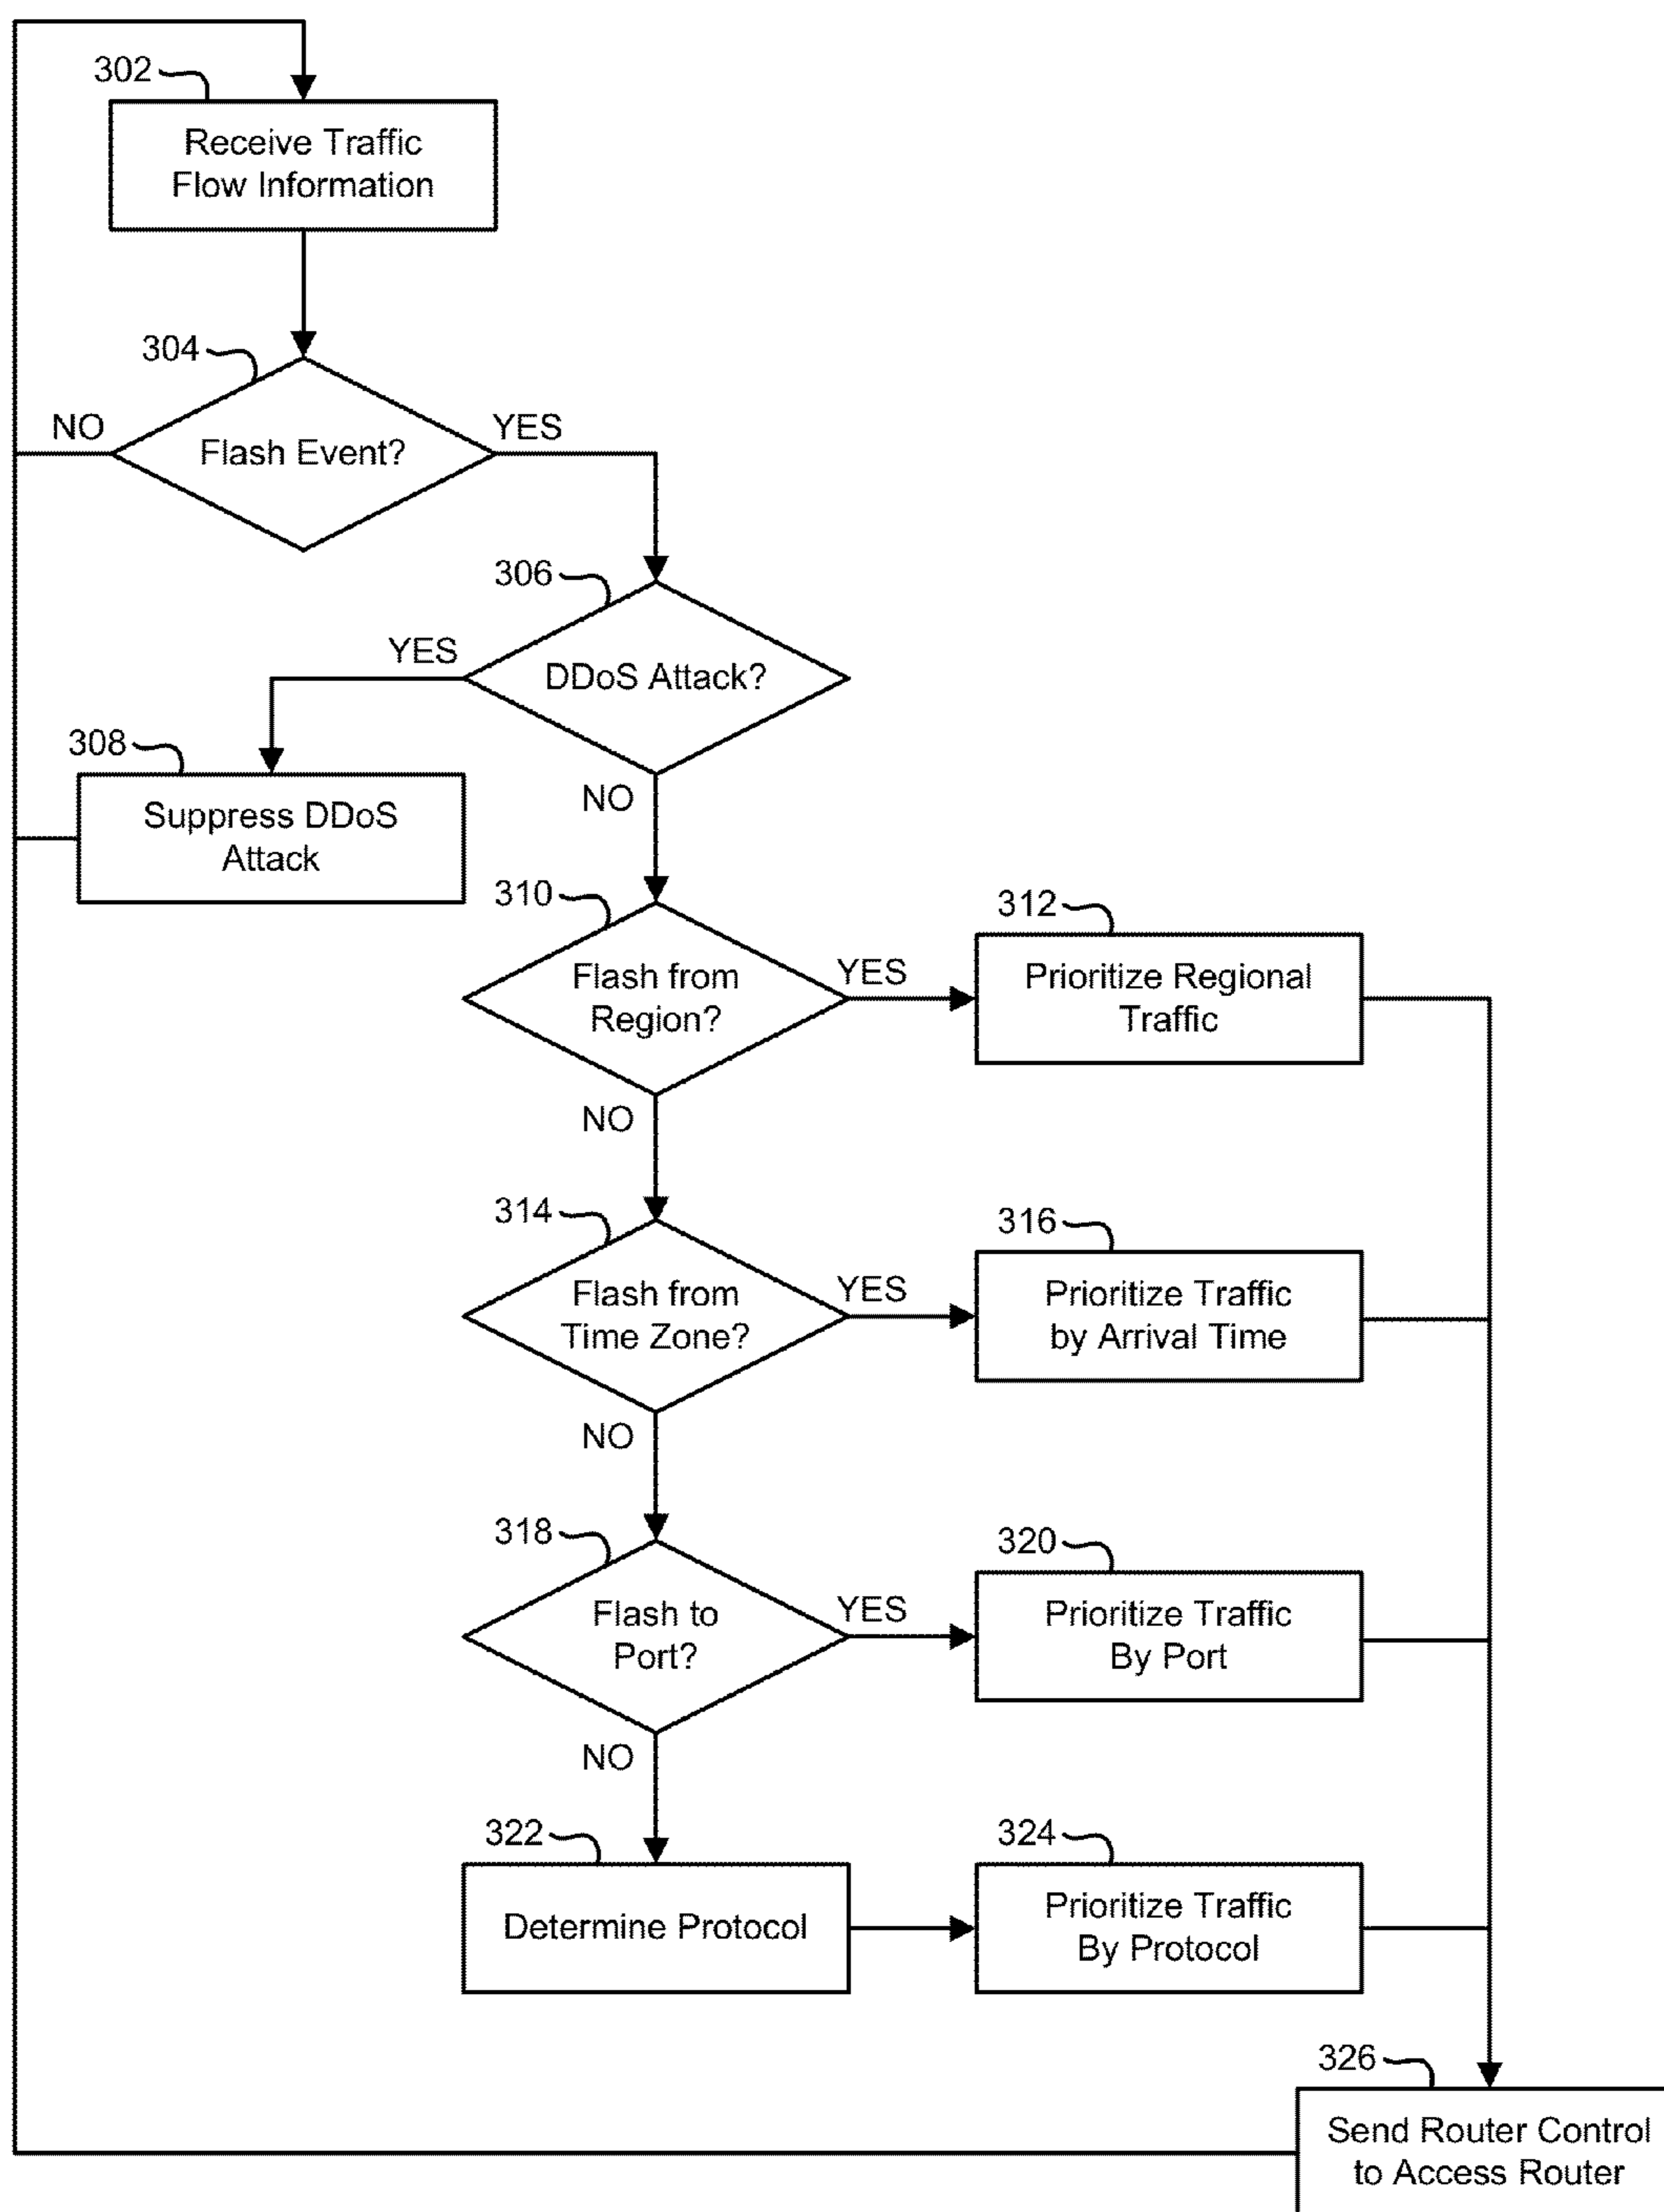 302
Receive Traffic
Flow Information
304
NO
YES
Flash Event?
306
YES
DDoS Attack?
308
NO
Suppress DDoS
Attack
310
312
Flash from
Region?
YES
Prioritize Regional
Traffic
NO
314
316
Flash from
Time Zone?
YES
Prioritize Traffic
by Arrival Time
NO
318
320
Flash to
Port?
YES
Prioritize Traffic
By Port
NO
322
324
Determine Protocol
Prioritize Traffic
By Protocol
326
Send Router Control
to Access Router